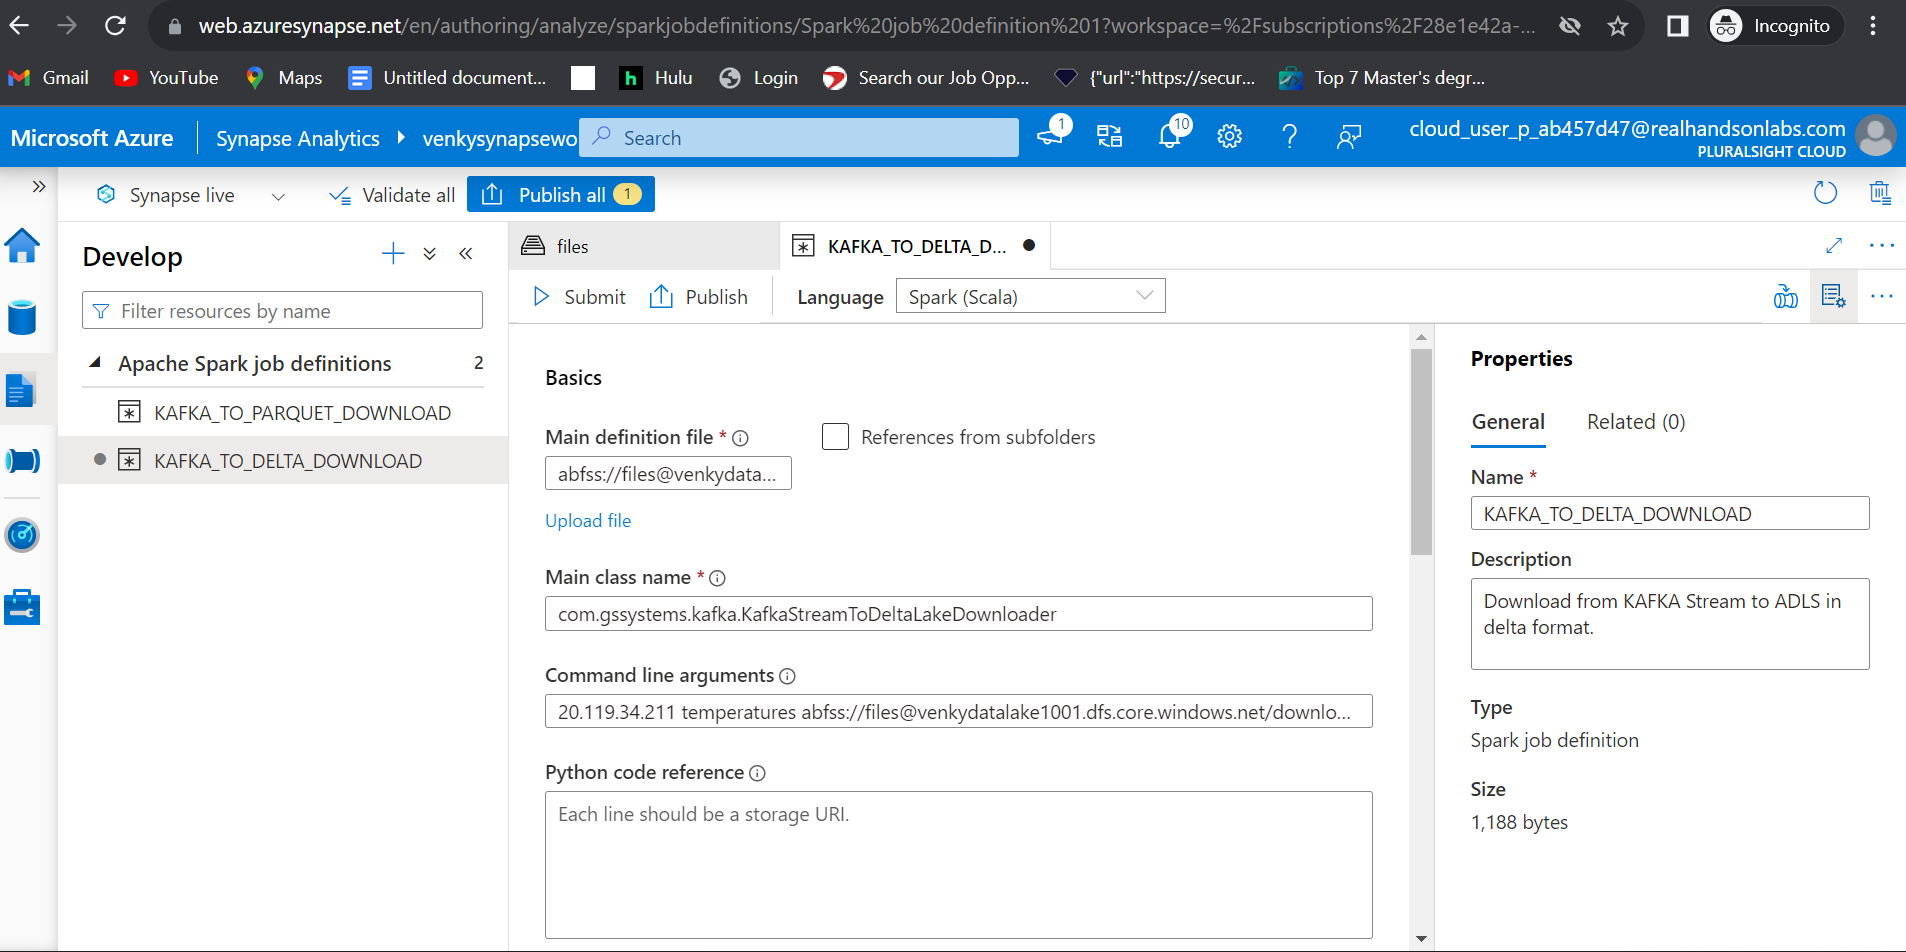 web.azuresynapse.net/en/authoring/analyze/sparkjobdefinitions/Spark%20job%20definition%201?workspace=%2Fsubscriptions%2F28e1e42a-...
Incognito
Gmail YouTube Maps Untitled document... Hulu Login Search our Job Opp... {"url":"https://secur... Top 7 Master's degr...
Microsoft Azure Synapse Analytics venkysynapsewo Search 1 10 cloud_user_p_ab457d47@realhandsonlabs.com
PLURALSIGHT CLOUD
Synapse live Validate all Publish all 1
Develop
Filter resources by name
Apache Spark job definitions 2
KAFKA_TO_PARQUET_DOWNLOAD
KAFKA_TO_DELTA_DOWNLOAD
files KAFKA_TO_DELTA_D...
Submit Publish Language Spark (Scala)
Basics
Main definition file * References from subfolders
abfss://files@venkydata...
Upload file
Main class name *
com.gssystems.kafka.KafkaStreamToDeltaLakeDownloader
Command line arguments
20.119.34.211 temperatures abfss://files@venkydatalake1001.dfs.core.windows.net/downlo...
Python code reference
Each line should be a storage URI.
Properties
General Related (0)
Name *
KAFKA_TO_DELTA_DOWNLOAD
Description
Download from KAFKA Stream to ADLS in
delta format.
Type
Spark job definition
Size
1,188 bytes